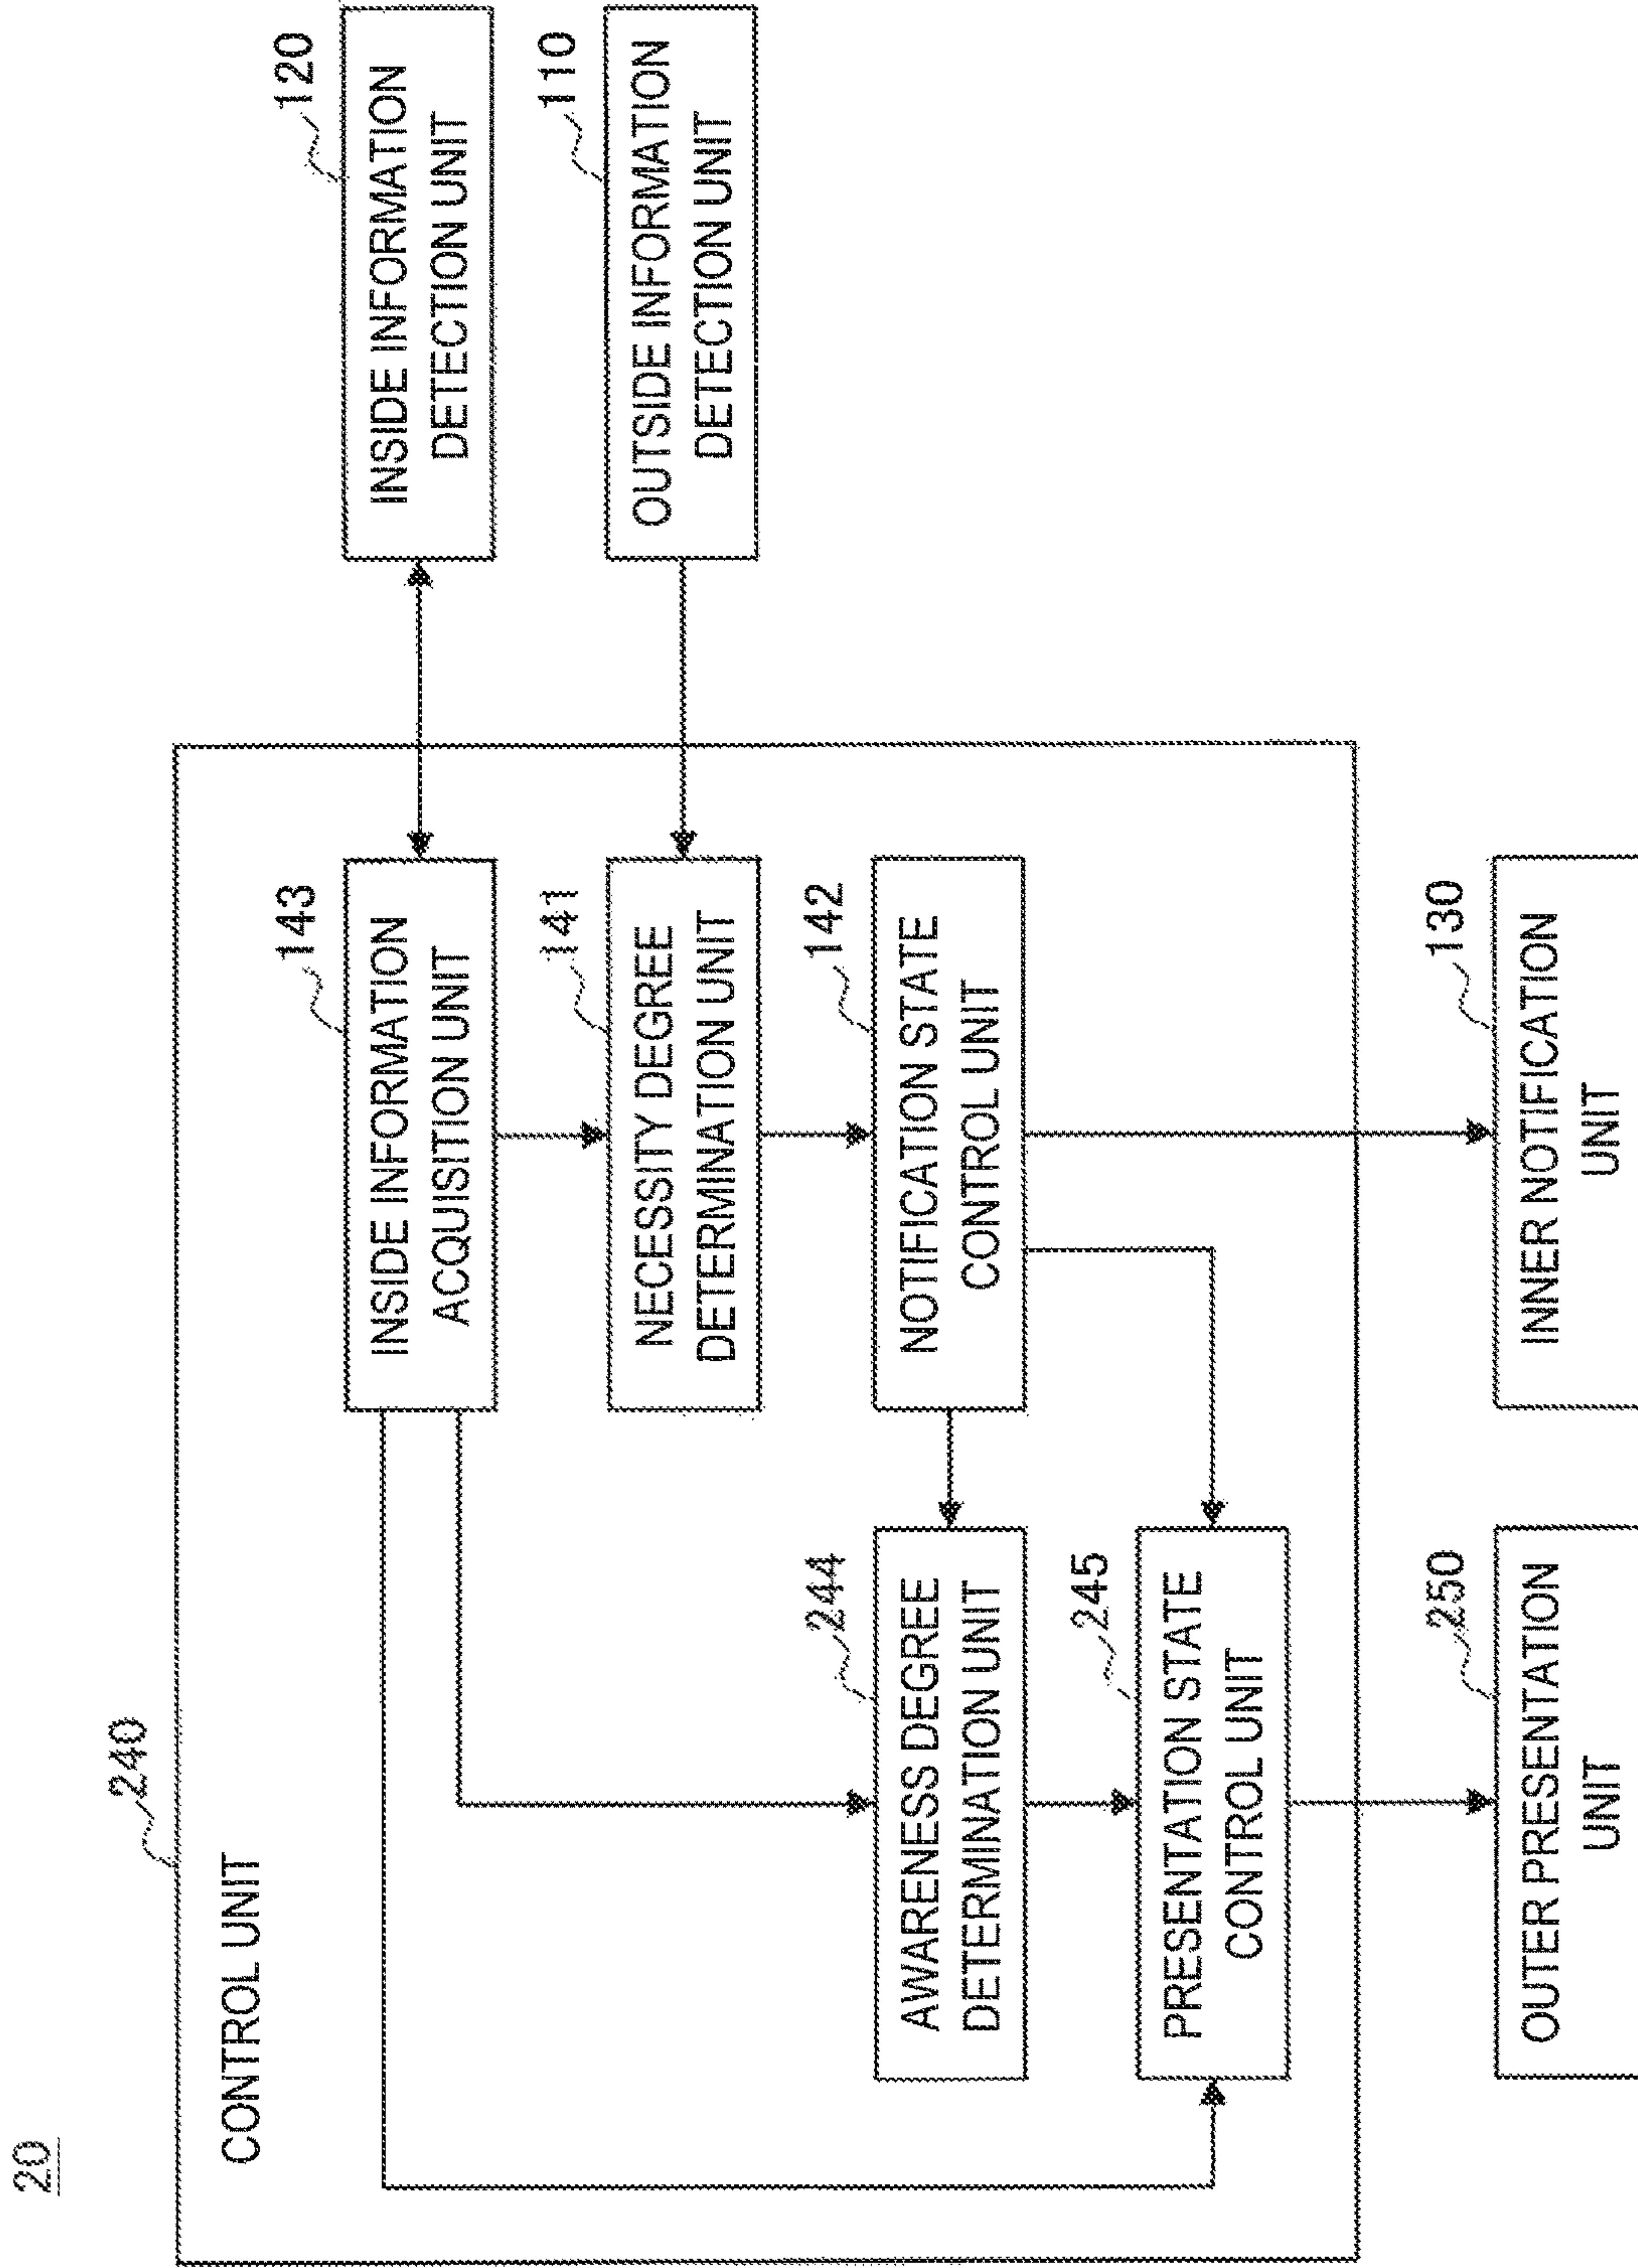 20
240
CONTROL UNIT
143
INSIDE INFORMATION
ACQUISITION UNIT
120
INSIDE INFORMATION
DETECTION UNIT
141
NECESSITY DEGREE
DETERMINATION UNIT
110
OUTSIDE INFORMATION
DETECTION UNIT
244
AWARENESS DEGREE
DETERMINATION UNIT
142
NOTIFICATION STATE
CONTROL UNIT
245
PRESENTATION STATE
CONTROL UNIT
250
OUTER PRESENTATION
UNIT
130
INNER NOTIFICATION
UNIT